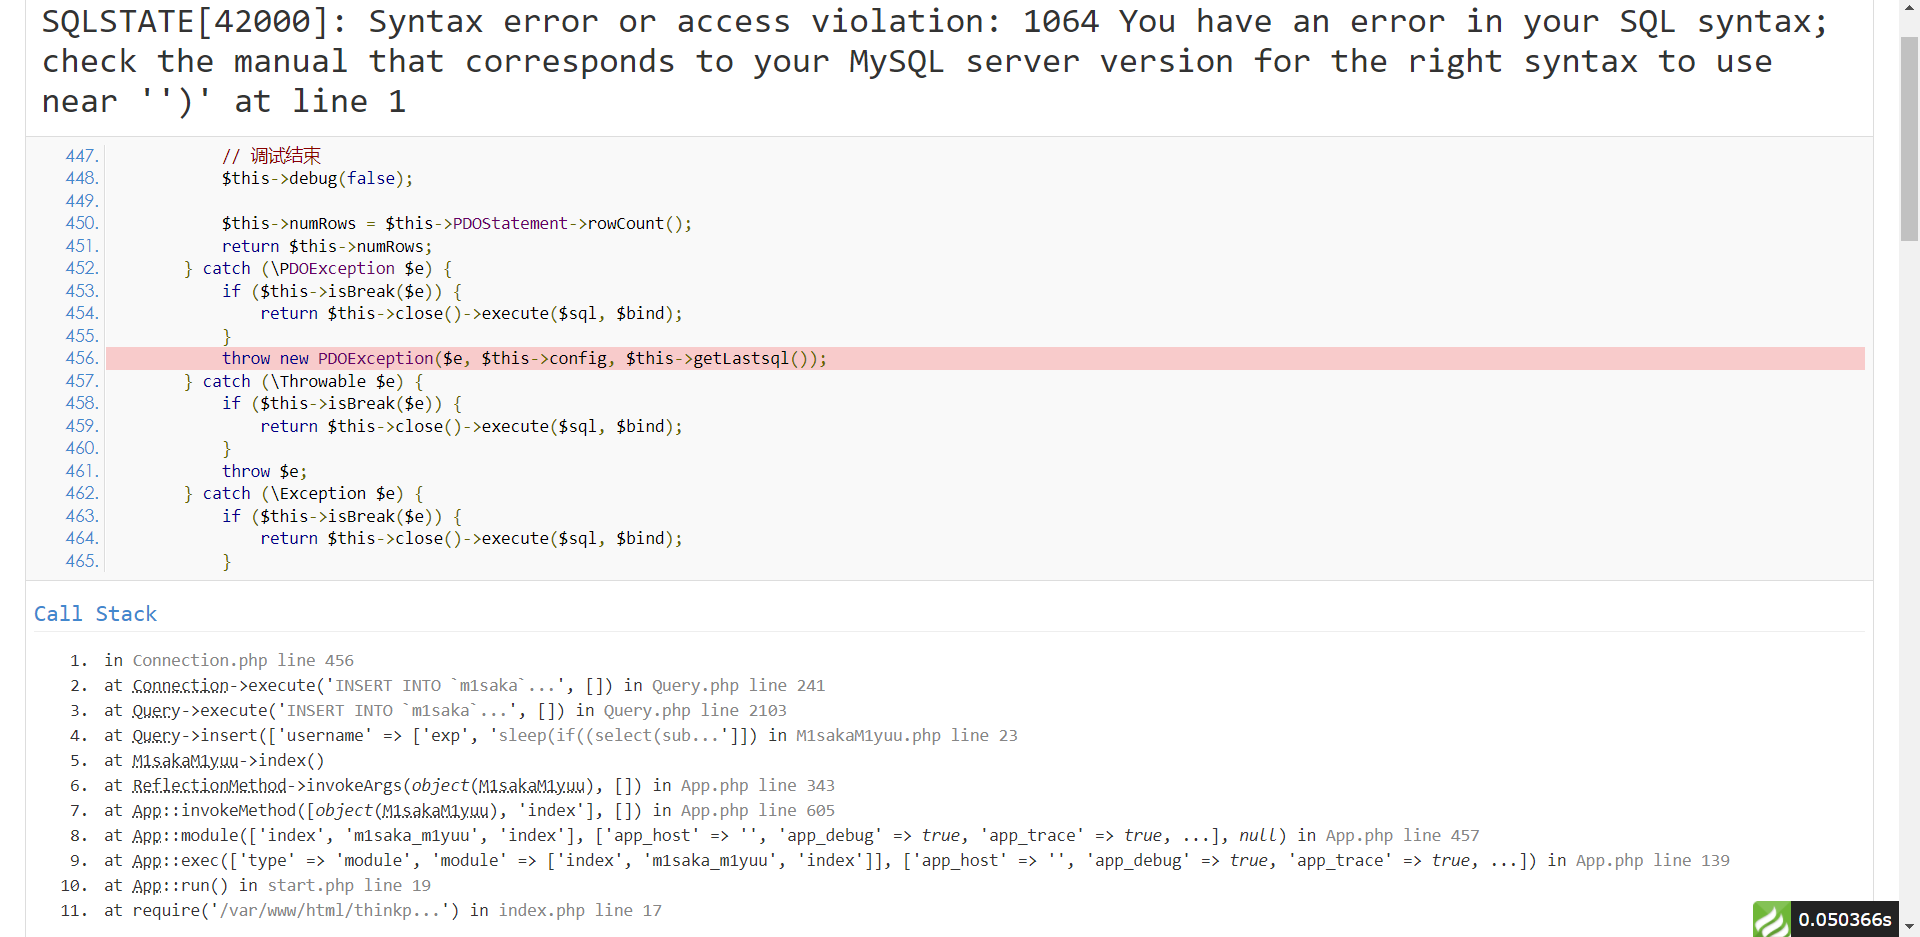 SQLSTATE[42000]: Syntax error or access violation: 1064 You have an error in your SQL syntax;
check the manual that corresponds to your MySQL server version for the right syntax to use
near '')' at line 1
447. // 调试结束
448. $this->debug(false);
449.
450. $this->numRows = $this->PDOStatement->rowCount();
451. return $this->numRows;
452. } catch (\PDOException $e) {
453. if ($this->isBreak($e)) {
454. return $this->close()->execute($sql, $bind);
455. }
456. throw new PDOException($e, $this->config, $this->getLastsql());
457. } catch (\Throwable $e) {
458. if ($this->isBreak($e)) {
459. return $this->close()->execute($sql, $bind);
460. }
461. throw $e;
462. } catch (\Exception $e) {
463. if ($this->isBreak($e)) {
464. return $this->close()->execute($sql, $bind);
465. }
Call Stack
1. in Connection.php line 456
2. at Connection->execute('INSERT INTO `m1saka`...', []) in Query.php line 241
3. at Query->execute('INSERT INTO `m1saka`...', []) in Query.php line 2103
4. at Query->insert(['username' => ['exp', 'sleep(if((select(sub...']]) in M1sakaM1yuu.php line 23
5. at M1sakaM1yuu->index()
6. at ReflectionMethod->invokeArgs(object(M1sakaM1yuu), []) in App.php line 343
7. at App::invokeMethod([object(M1sakaM1yuu), 'index'], []) in App.php line 605
8. at App::module(['index', 'm1saka_m1yuu', 'index'], ['app_host' => '', 'app_debug' => true, 'app_trace' => true, ...], null) in App.php line 457
9. at App::exec(['type' => 'module', 'module' => ['index', 'm1saka_m1yuu', 'index']], ['app_host' => '', 'app_debug' => true, 'app_trace' => true, ...]) in App.php line 139
10. at App::run() in start.php line 19
11. at require('/var/www/html/thinkp...') in index.php line 17
0.050366s